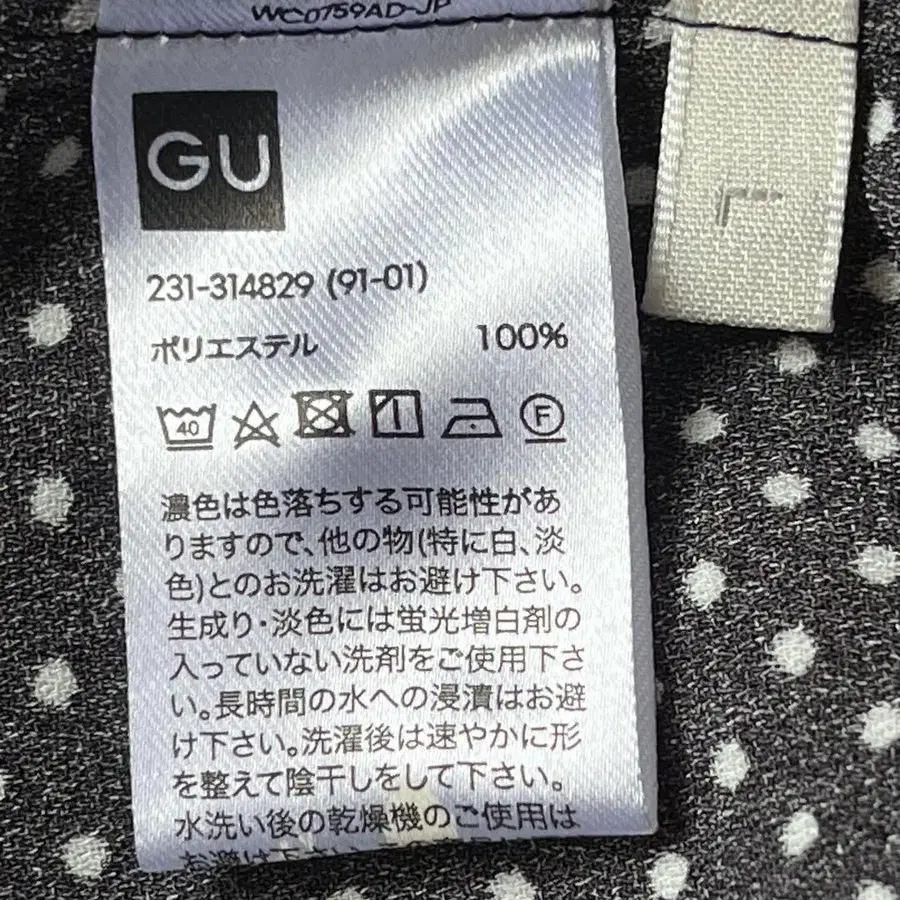 WC0759AD-JP
GU
L
231-314829 (91-01)
ポリエステル 100%
40
F
濃色は色落ちする可能性があ
りますので、他の物(特に白、淡
色)とのお洗濯はお避け下さい。
生成り・淡色には蛍光増白剤の
入っていない洗剤をご使用下さ
い。長時間の水への浸漬はお避
け下さい。洗濯後は速やかに形
を整えて陰干しをして下さい。
水洗い後の乾燥機のご使用は
お避け下さい。